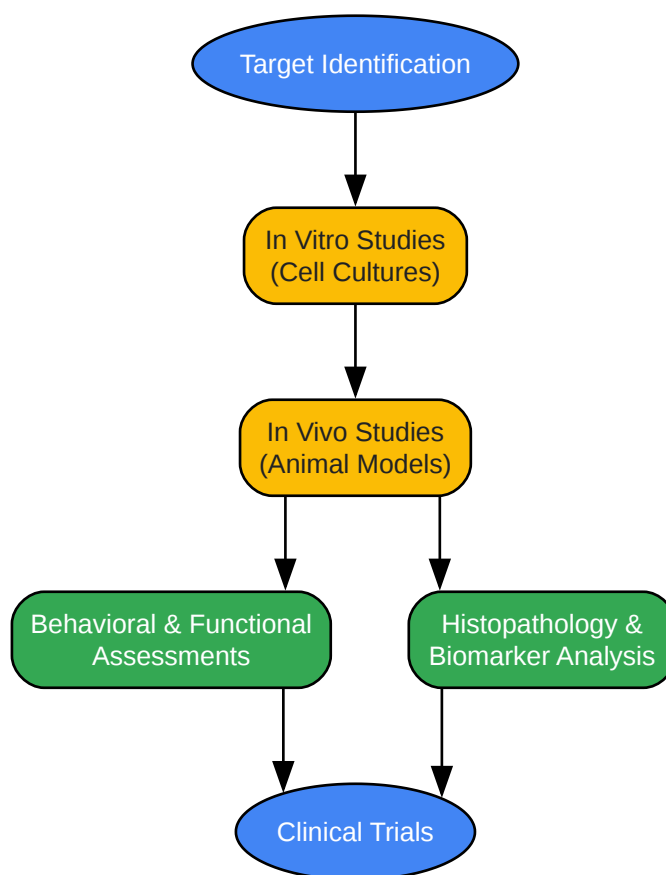 Target Identification
In Vitro Studies
(Cell Cultures)
In Vivo Studies
(Animal Models)
Behavioral & Functional
Assessments
Histopathology &
Biomarker Analysis
Clinical Trials